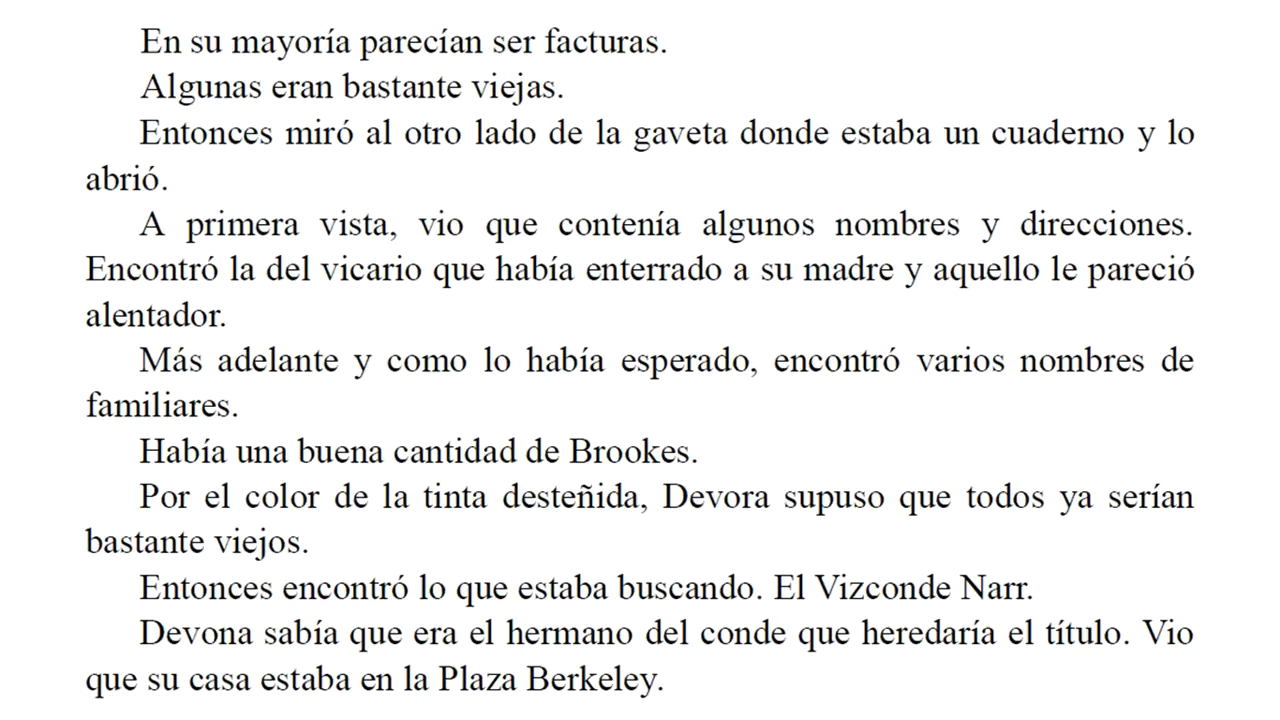 En su mayoría parecían ser facturas.
Algunas eran bastante viejas.
Entonces miró al otro lado de la gaveta donde estaba un cuaderno y lo
abrió.
A primera vista, vio que contenía algunos nombres y direcciones.
Encontró la del vicario que había enterrado a su madre y aquello le pareció
alentador.
Más adelante y como lo había esperado, encontró varios nombres de
familiares.
Había una buena cantidad de Brookes.
Por el color de la tinta desteñida, Devora supuso que todos ya serían
bastante viejos.
Entonces encontró lo que estaba buscando. El Vizconde Narr.
Devona sabía que era el hermano del conde que heredaría el título. Vio
que su casa estaba en la Plaza Berkeley.